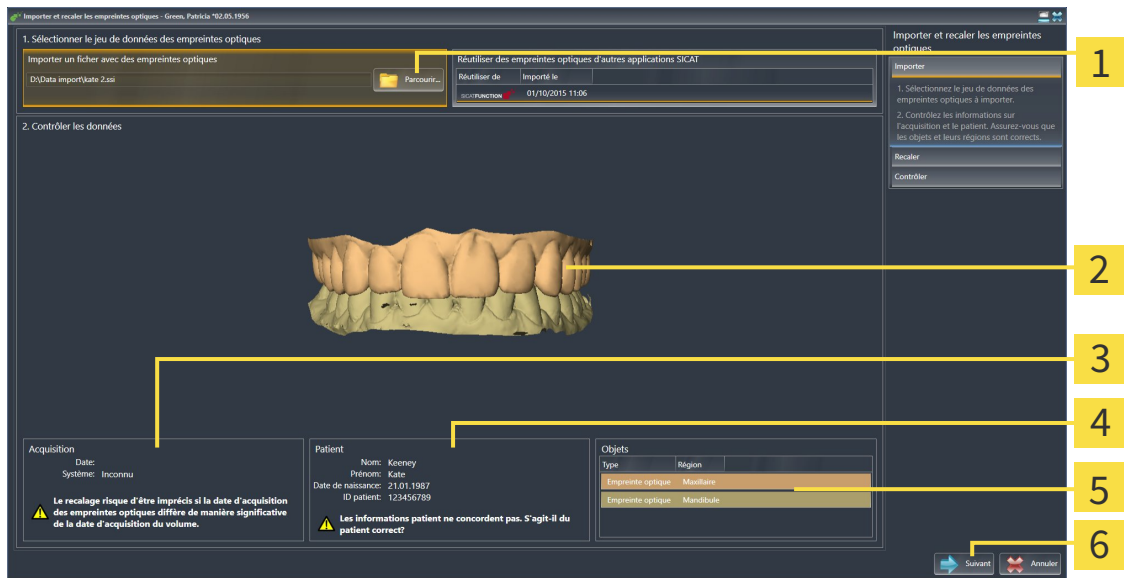 Importer et recaler les empreintes optiques - Green, Patricia *02.05.1956
1. Sélectionner le jeu de données des empreintes optiques
Importer un ficher avec des empreintes optiques
D:\Data import\kate 2.ssi
Parcourir...
Réutiliser des empreintes optiques d'autres applications SICAT
Réutiliser de
Importé le
SICATFUNCTION
01/10/2015 11:06
2. Contrôler les données
Acquisition
Date:
Système: Inconnu
Le recalage risque d'être imprécis si la date d'acquisition
des empreintes optiques diffère de manière significative
de la date d'acquisition du volume.
Patient
Nom: Keeney
Prénom: Kate
Date de naissance: 21.01.1987
ID patient: 123456789
Les informations patient ne concordent pas. S'agit-il du
patient correct?
Objets
Type
Région
Empreinte optique
Maxillaire
Empreinte optique
Mandibule
Importer et recaler les empreintes
optiques
Importer
1. Sélectionnez le jeu de données des
empreintes optiques à importer.
2. Contrôlez les informations sur
l'acquisition et le patient. Assurez-vous que
les objets et leurs régions sont corrects.
Recaler
Contrôler
Suivant
Annuler
1
2
3
4
5
6